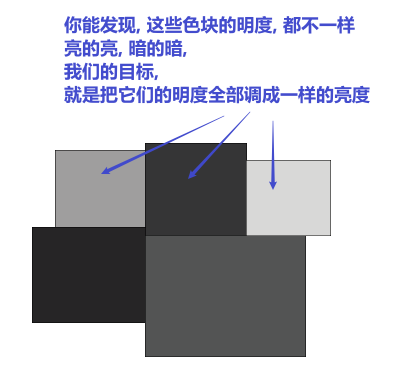 你能发现, 这些色块的明度, 都不一样
亮的亮, 暗的暗,
我们的目标,
就是把它们的明度全部调成一样的亮度